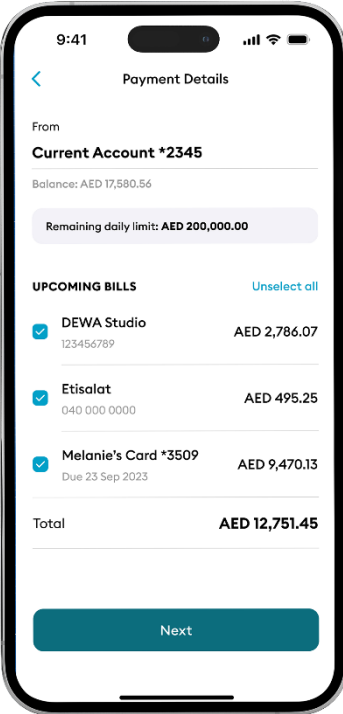 9:41
Payment Details
From
Current Account *2345
Balance: AED 17,580.56
Remaining daily limit: AED 200,000.00
UPCOMING BILLS Unselect all
DEWA Studio AED 2,786.07
123456789
Etisalat AED 495.25
040 000 0000
Melanie's Card *3509 AED 9,470.13
Due 23 Sep 2023
Total AED 12,751.45
Next